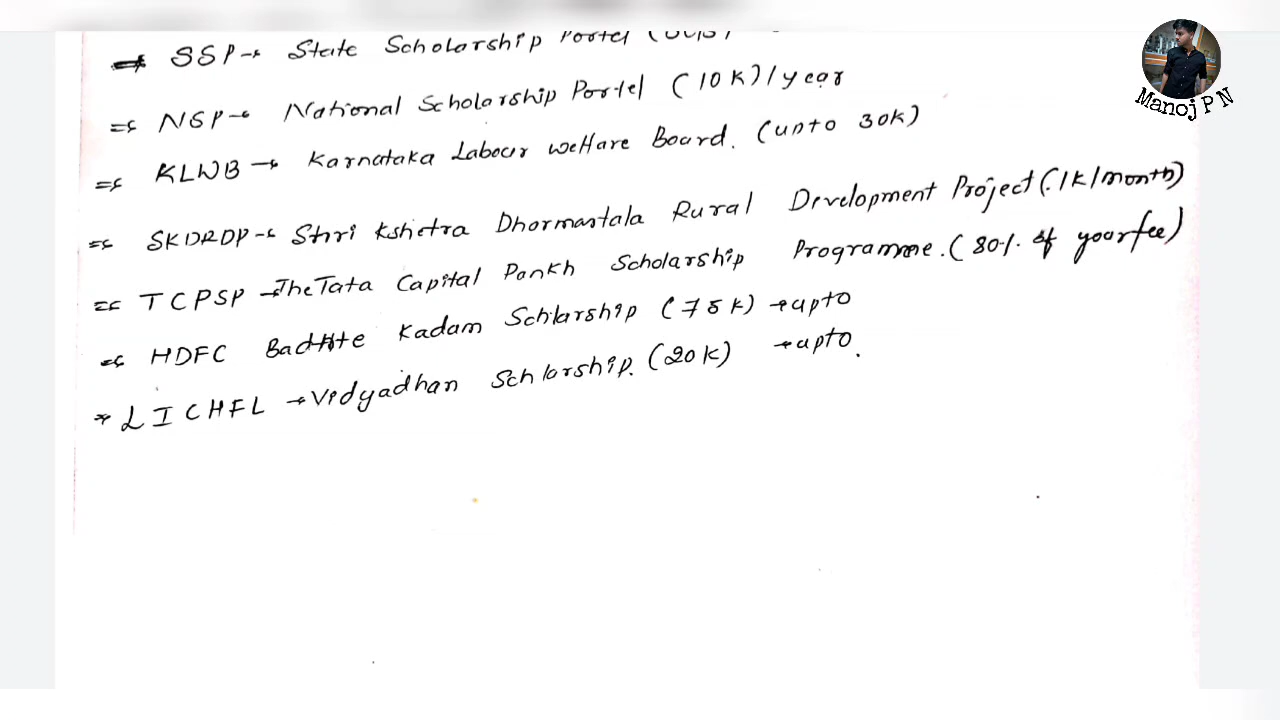 ⇒ SSP → State Scholarship Portel
⇒ NSP → National Scholarship Portel (10K)/year
⇒ KLWB → Karnataka Labour welfare Board. (upto 30k)
⇒ SKDRDP → Shri Kshetra Dharmastala Rural Development Project (1K/month)
⇒ TCPSP → The Tata Capital Pankh Scholarship Programme. (80% of your fee)
⇒ HDFC Kadam Schlarship (75k) → upto
⇒ LICHFL → Vidyadhan Schlarship. (20K) → upto.
Manoj P N